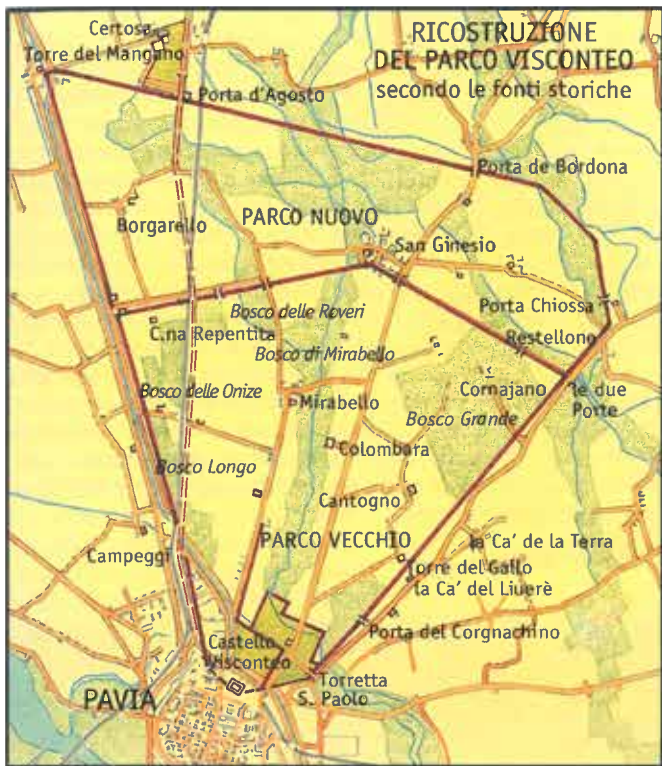 RICOSTRUZIONE
DEL PARCO VISCONTEO
secondo le fonti storiche
Certosa
Torre del Mangano
Porta d'Agosto
Porta de Bordona
PARCO NUOVO
Borgarello
San Ginesio
Porta Chiossa
Bosco delle Roveri
C.na Repentita
Restellone
Bosco di Mirabello
Bosco delle Onize
Mirabello
Cornajano
le due
Porte
Bosco Grande
Colombara
Bosco Longo
Cantogno
PARCO VECCHIO
Campeggi
la Ca' de la Terra
Torre del Gallo
la Ca' del Liuerè
Porta del Corgnachino
Castello
Visconteo
Torretta
S. Paolo
PAVIA